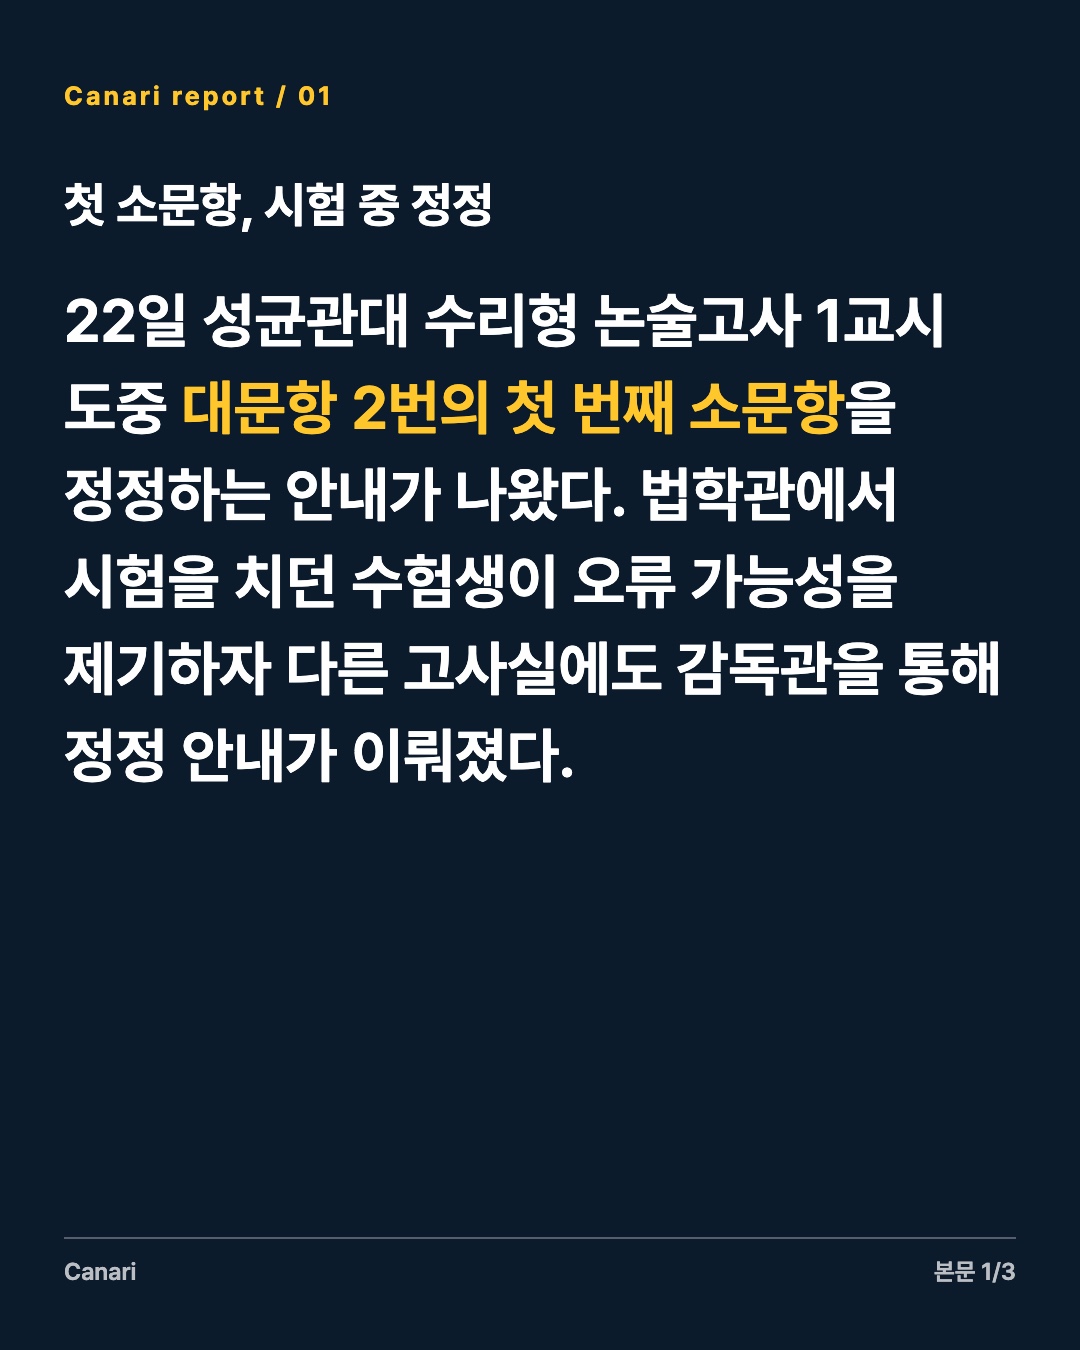 Canari report / 01
첫 소문항, 시험 중 정정
22일 성균관대 수리형 논술고사 1교시
도중 대문항 2번의 첫 번째 소문항을
정정하는 안내가 나왔다. 법학관에서
시험을 치던 수험생이 오류 가능성을
제기하자 다른 고사실에도 감독관을 통해
정정 안내가 이뤄졌다.
Canari
본문 1/3